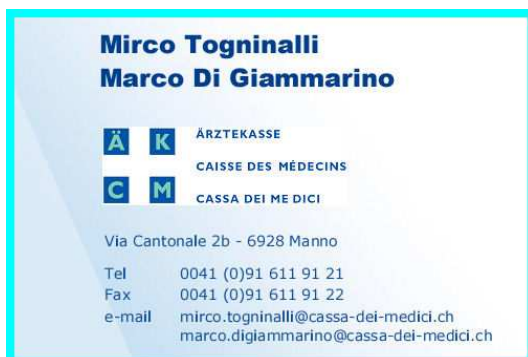 Mirco Togninalli
Marco Di Giammarino
Ä K ÄRZTEKASSE
CAISSE DES MÉDECINS
C M CASSA DEI MEDICI
Via Cantonale 2b - 6928 Manno
Tel 0041 (0)91 611 91 21
Fax 0041 (0)91 611 91 22
e-mail mirco.togninalli@cassa-dei-medici.ch
marco.digiammarino@cassa-dei-medici.ch